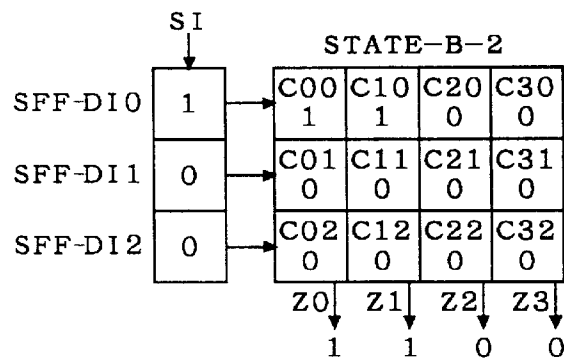 SI
STATE-B-2
SFF-DI0 1 C00 C10 C20 C30
1 1 0 0
SFF-DI1 0 C01 C11 C21 C31
0 0 0 0
SFF-DI2 0 C02 C12 C22 C32
0 0 0 0
Z0 Z1 Z2 Z3
1 1 0 0